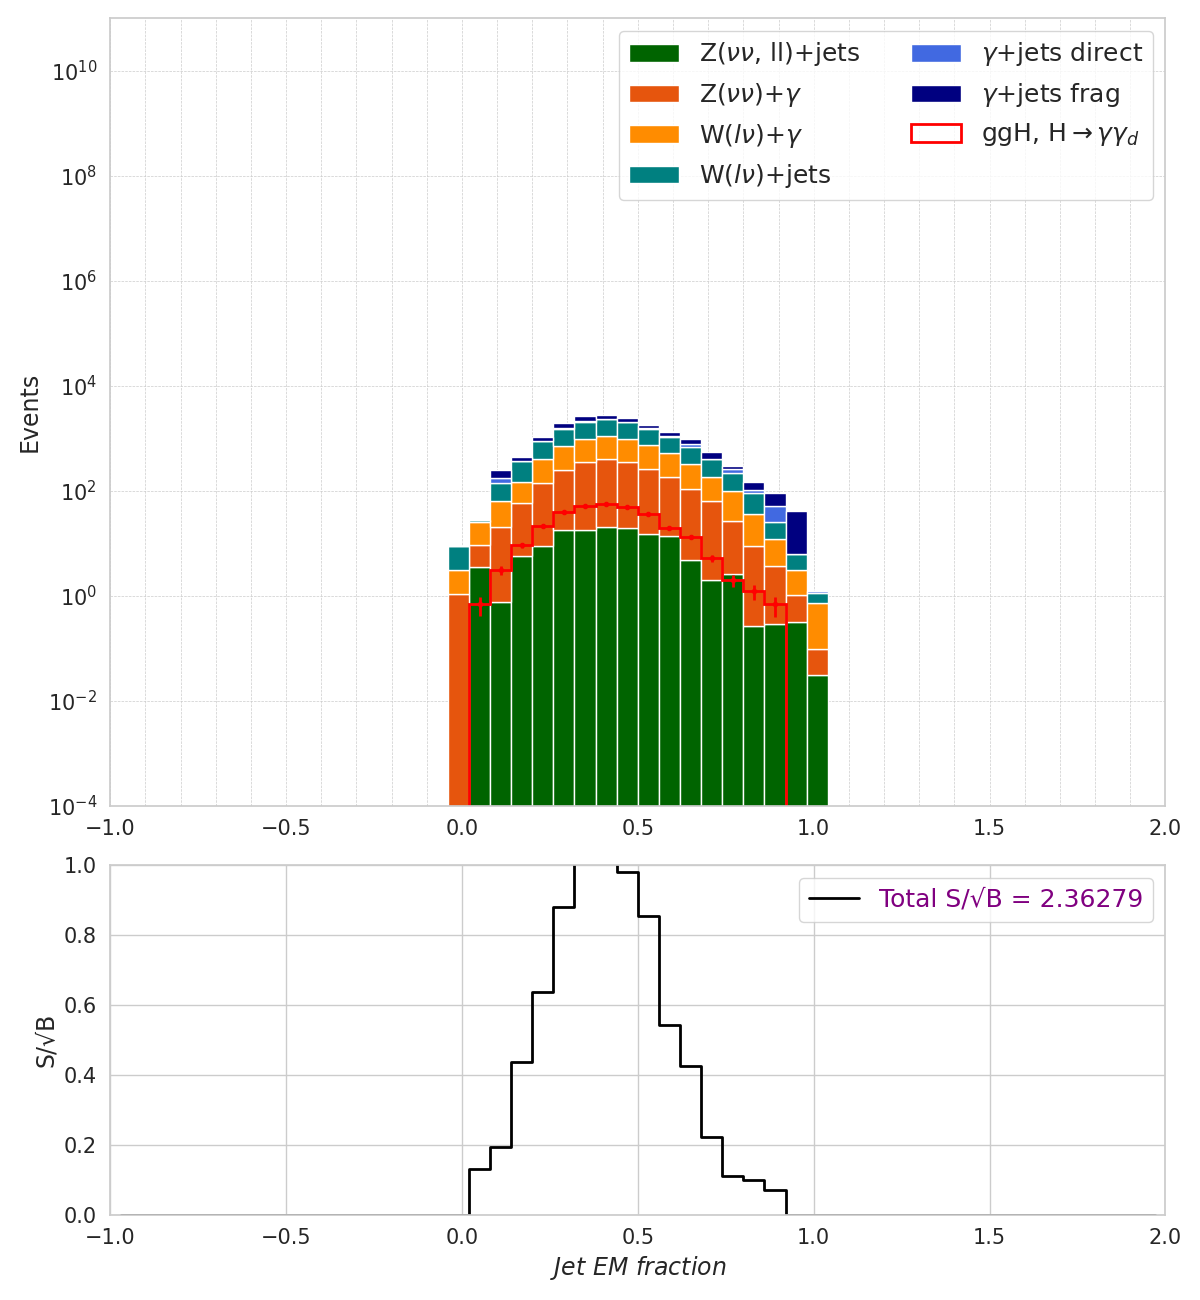 Z(νν, ll)+jets
Z(νν)+γ
W(lν)+γ
W(lν)+jets
γ+jets direct
γ+jets frag
ggH, H→γγ_d
Events
10^10
10^8
10^6
10^4
10^2
10^0
10^−2
10^−4
−1.0 −0.5 0.0 0.5 1.0 1.5 2.0
Total S/√B = 2.36279
S/√B
1.0
0.8
0.6
0.4
0.2
0.0
−1.0 −0.5 0.0 0.5 1.0 1.5 2.0
Jet EM fraction